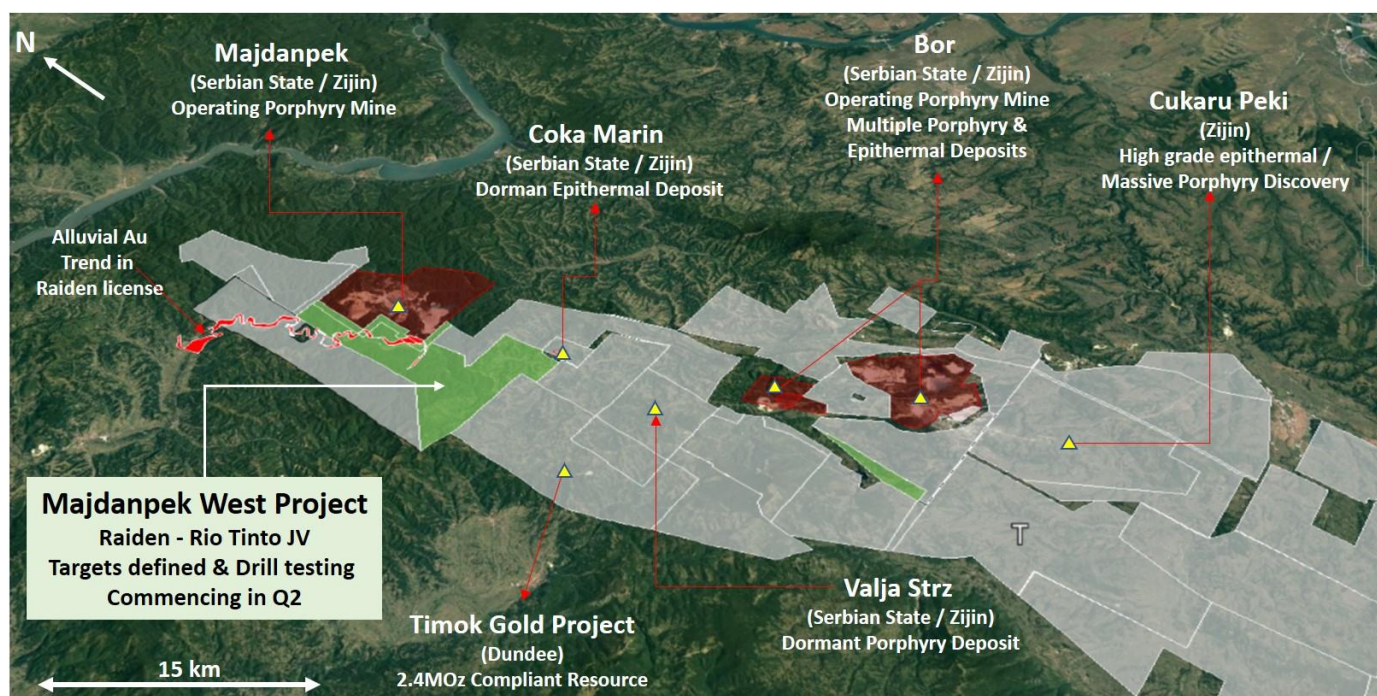 N
Majdanpek
(Serbian State / Zijin)
Operating Porphyry Mine
Coka Marin
(Serbian State / Zijin)
Dorman Epithermal Deposit
Bor
(Serbian State / Zijin)
Operating Porphyry Mine
Multiple Porphyry &
Epithermal Deposits
Cukaru Peki
(Zijin)
High grade epithermal /
Massive Porphyry Discovery
Alluvial Au
Trend in
Raiden license
Majdanpek West Project
Raiden - Rio Tinto JV
Targets defined & Drill testing
Commencing in Q2
T
Valja Strz
(Serbian State / Zijin)
Dormant Porphyry Deposit
Timok Gold Project
(Dundee)
2.4MOz Compliant Resource
15 km